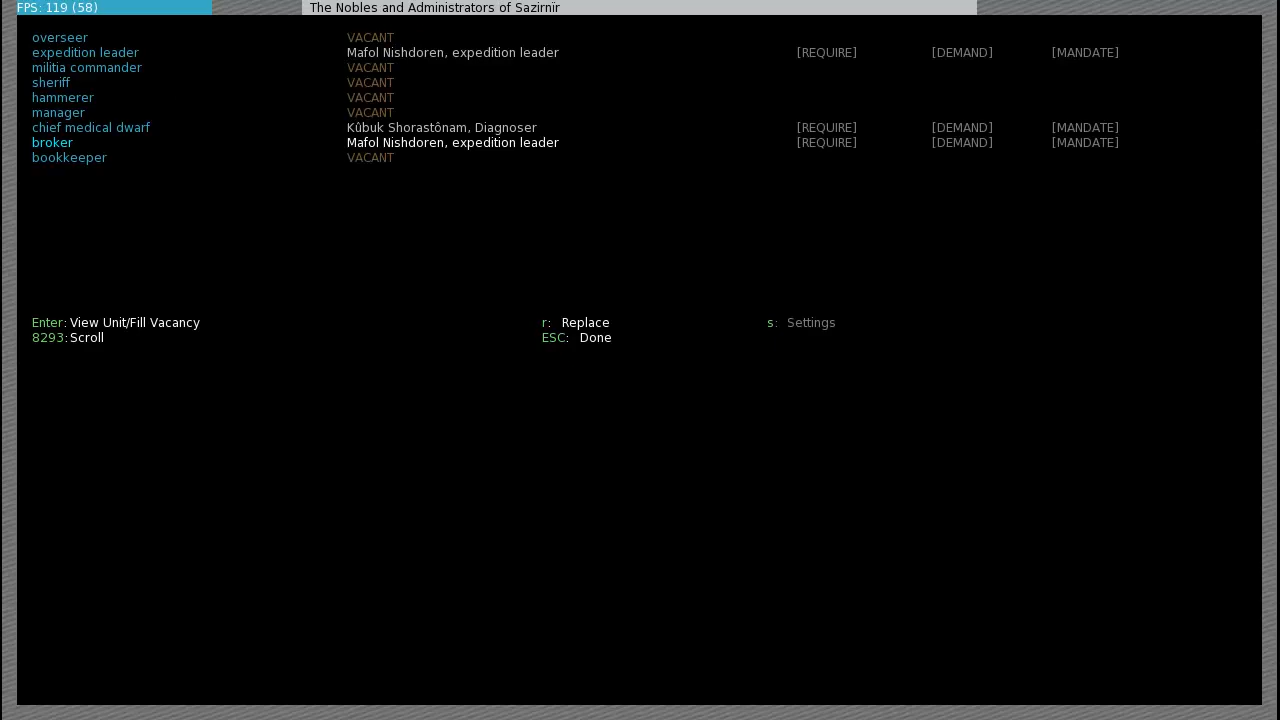 FPS: 119 (58) The Nobles and Administrators of Sazirnïr
overseer VACANT
expedition leader Mafol Nishdoren, expedition leader [REQUIRE] [DEMAND] [MANDATE]
militia commander VACANT
sheriff VACANT
hammerer VACANT
manager VACANT
chief medical dwarf Kûbuk Shorastônam, Diagnoser [REQUIRE] [DEMAND] [MANDATE]
broker Mafol Nishdoren, expedition leader [REQUIRE] [DEMAND] [MANDATE]
bookkeeper VACANT
Enter: View Unit/Fill Vacancy r: Replace s: Settings
8293: Scroll ESC: Done